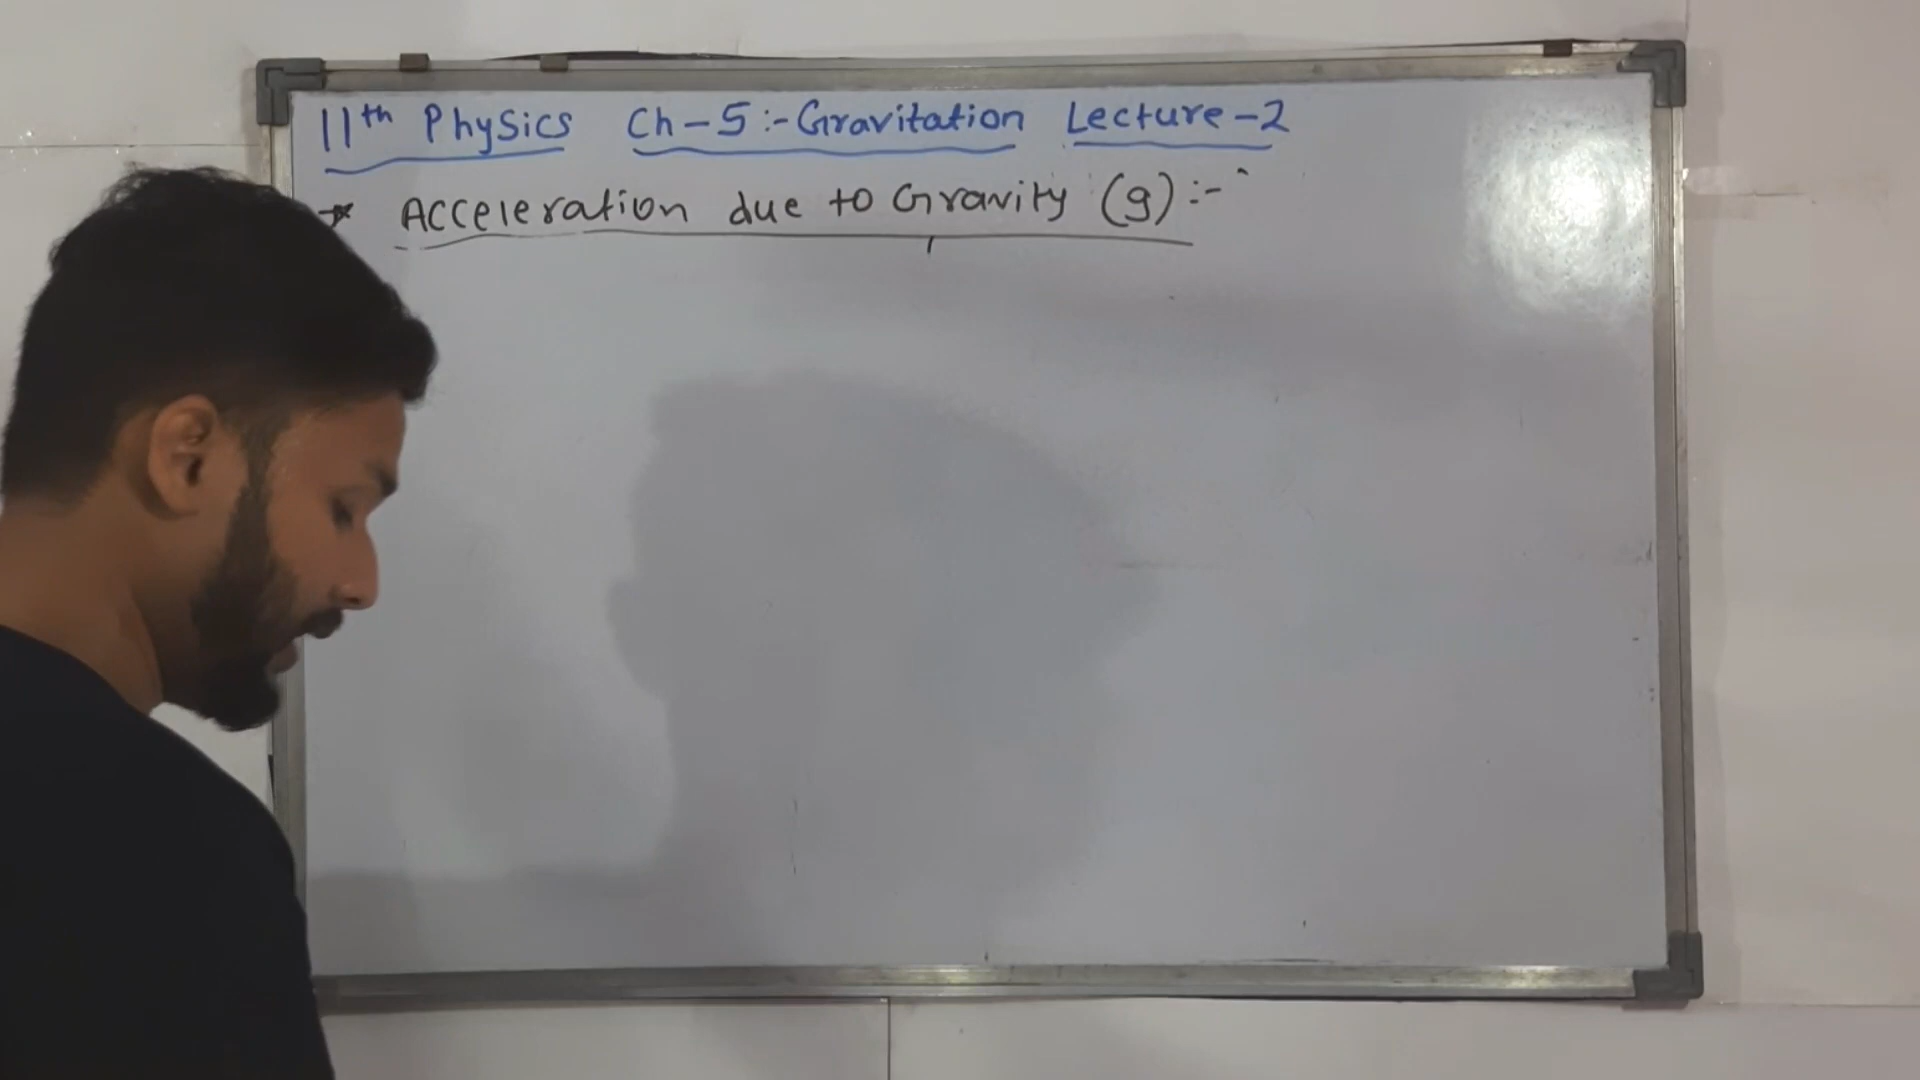 11th Physics Ch-5:-Gravitation Lecture-2
* Acceleration due to Gravity (g):-